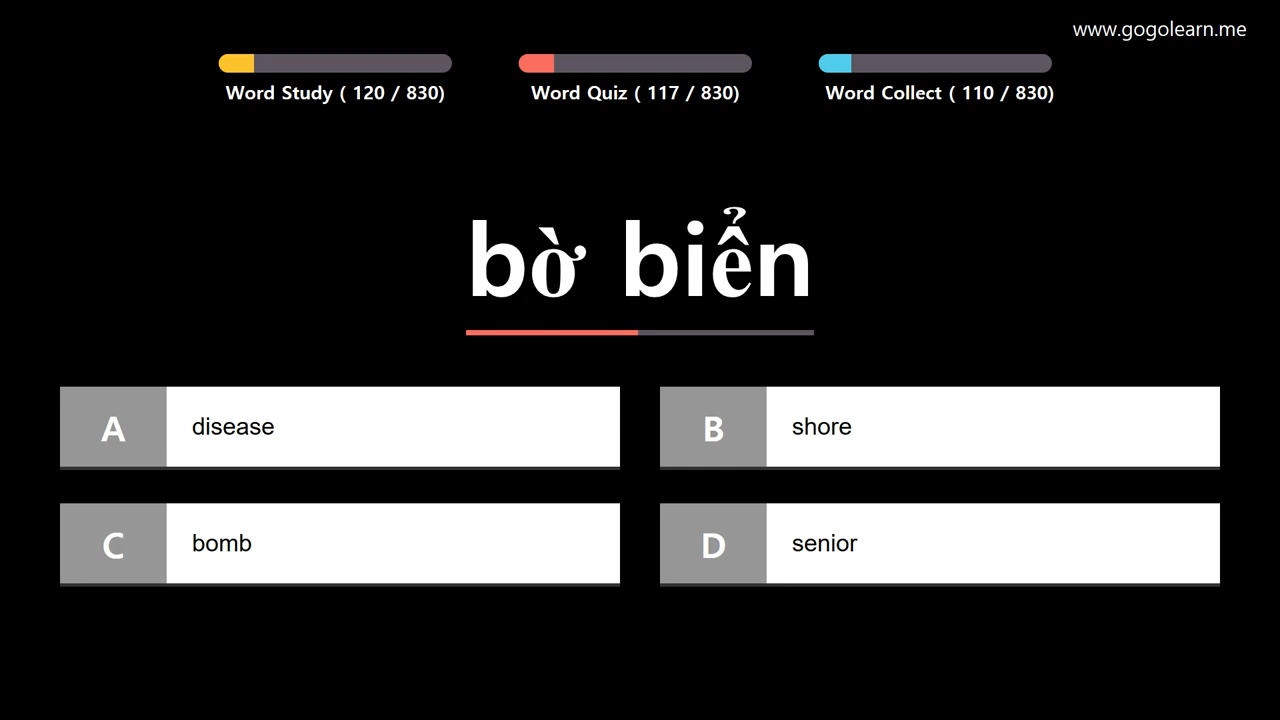 www.gogolearn.me
Word Study ( 120 / 830)
Word Quiz ( 117 / 830)
Word Collect ( 110 / 830)
bờ biển
A disease
B shore
C bomb
D senior